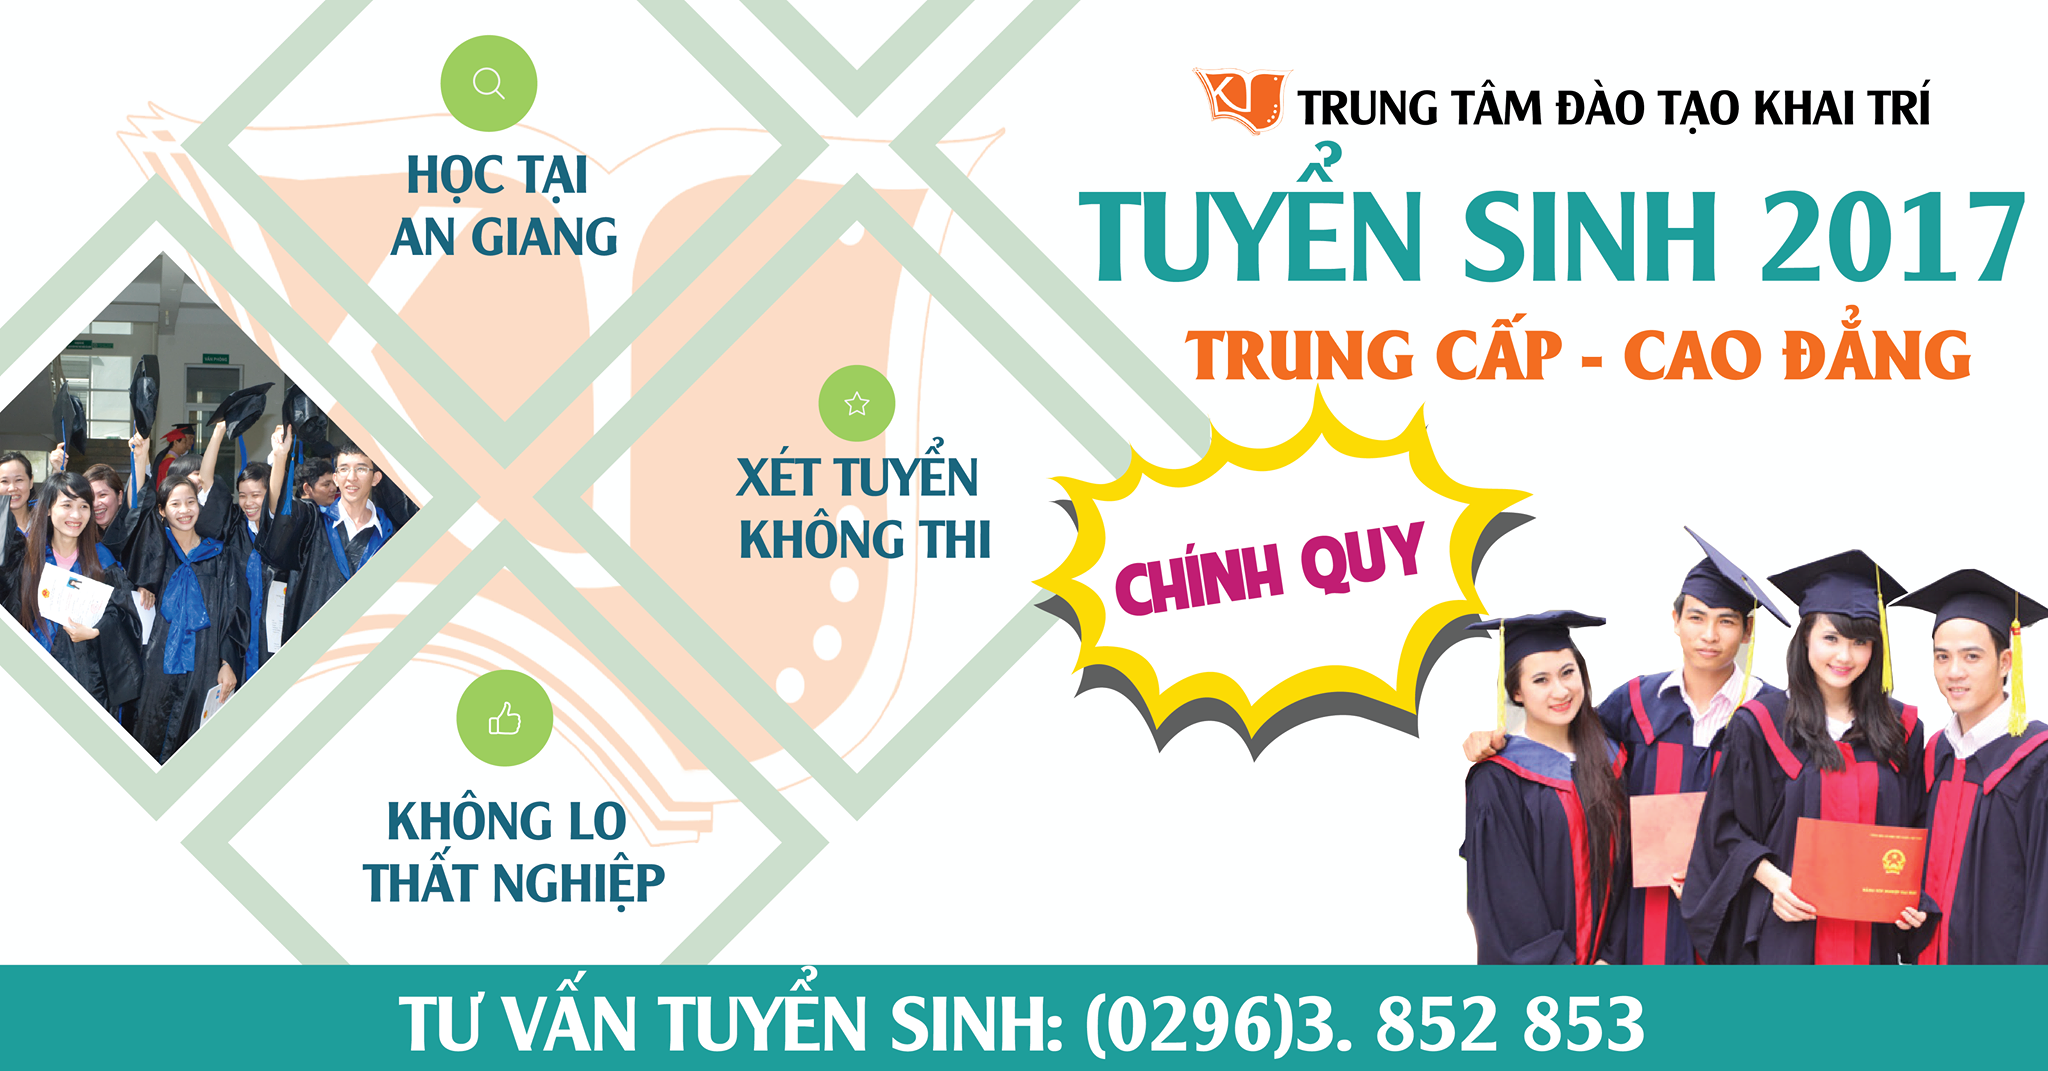 KT TRUNG TÂM ĐÀO TẠO KHAI TRÍ
TUYỂN SINH 2017
TRUNG CẤP - CAO ĐẲNG
CHÍNH QUY
HỌC TẠI
AN GIANG
XÉT TUYỂN
KHÔNG THI
KHÔNG LO
THẤT NGHIỆP
TƯ VẤN TUYỂN SINH: (0296)3. 852 853